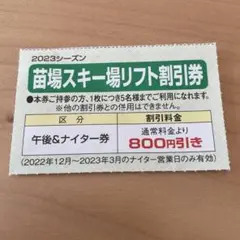 2023シーズン
苗場スキー場リフト割引券
●本券ご持参の方、1枚につき5名様までご利用になれます。
※他の割引券との併用はできません。
区分 割引料金
午後&ナイター券 通常料金より
800円引き
(2022年12月〜2023年3月のナイター営業日のみ有効)